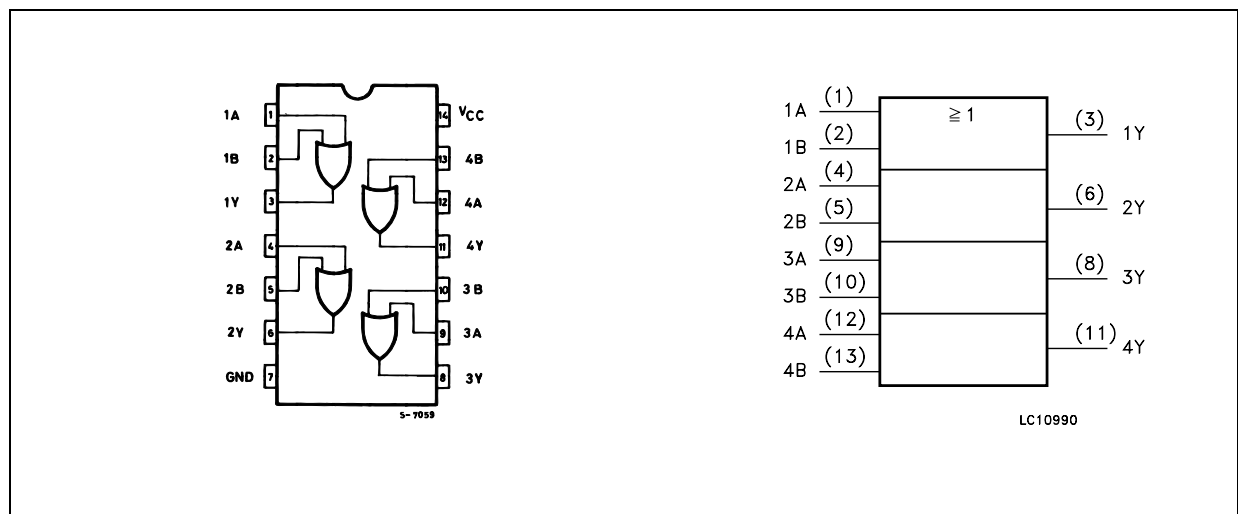 1A 1 14 VCC
1B 2 13 4B
1Y 3 12 4A
2A 4 11 4Y
2B 5 10 3B
2Y 6 9 3A
GND 7 8 3Y
S-7059
≧1
1A (1)
1B (2)
2A (4)
2B (5)
3A (9)
3B (10)
4A (12)
4B (13)
(3) 1Y
(6) 2Y
(8) 3Y
(11) 4Y
LC10990